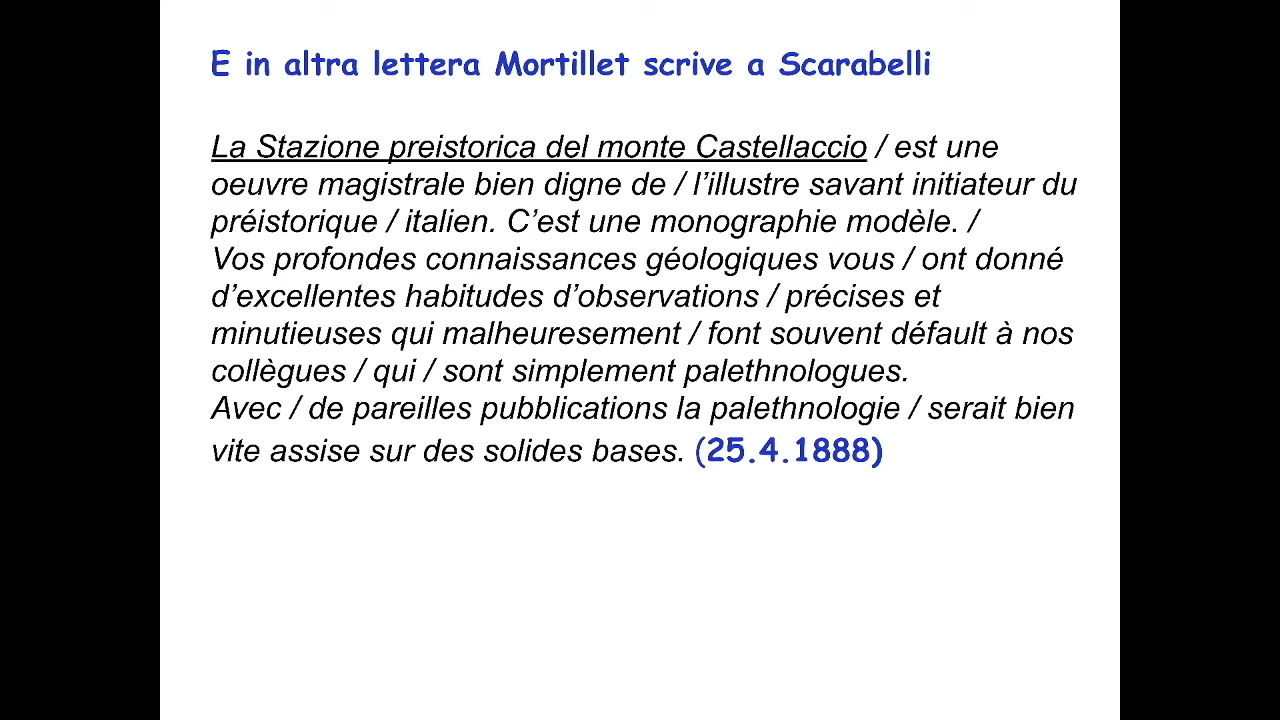 E in altra lettera Mortillet scrive a Scarabelli
La Stazione preistorica del monte Castellaccio / est une
oeuvre magistrale bien digne de / l’illustre savant initiateur du
préistorique / italien. C’est une monographie modèle. /
Vos profondes connaissances géologiques vous / ont donné
d’excellentes habitudes d’observations / précises et
minutieuses qui malheuresement / font souvent défault à nos
collègues / qui / sont simplement palethnologues.
Avec / de pareilles pubblications la palethnologie / serait bien
vite assise sur des solides bases. (25.4.1888)